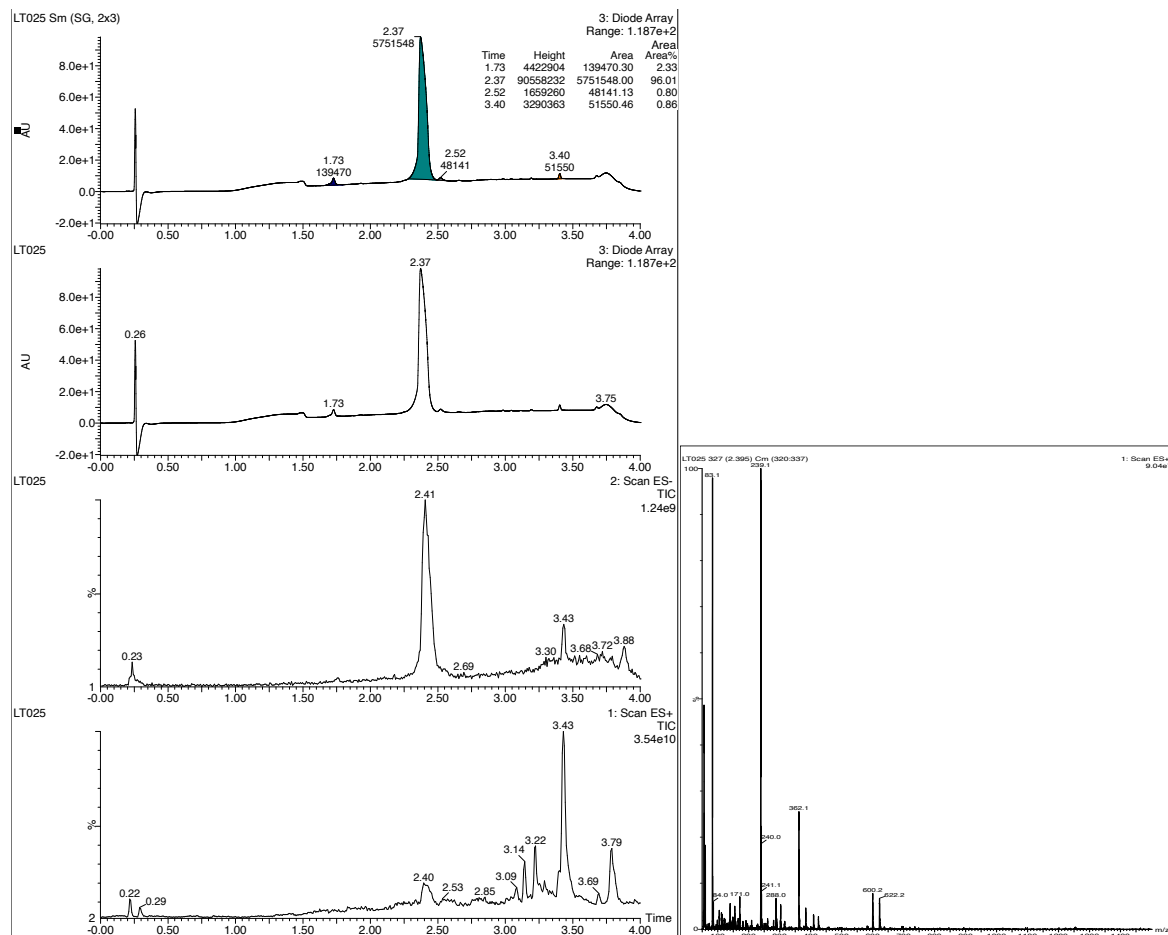 LT025 Sm (SG, 2x3)
3: Diode Array
Range: 1.187e+2
Area
Time Height Area Area%
1.73 4422904 139470.30 2.33
2.37 90558232 5751548.00 96.01
2.52 1659260 48141.13 0.80
3.40 3290363 51550.46 0.86
2.37
5751548
1.73
139470
2.52
48141
3.40
51550
AU
8.0e+1
6.0e+1
4.0e+1
2.0e+1
0.0
-2.0e+1
-0.00 0.50 1.00 1.50 2.00 2.50 3.00 3.50 4.00
LT025
3: Diode Array
Range: 1.187e+2
0.26
1.73
2.37
3.75
AU
8.0e+1
6.0e+1
4.0e+1
2.0e+1
0.0
-2.0e+1
-0.00 0.50 1.00 1.50 2.00 2.50 3.00 3.50 4.00
LT025
2: Scan ES-
TIC
1.24e9
0.23
2.41
2.69
3.30
3.43
3.68
3.72
3.88
%
1
-0.00 0.50 1.00 1.50 2.00 2.50 3.00 3.50 4.00
LT025
1: Scan ES+
TIC
3.54e10
0.22
0.29
2.40
2.53
2.85
3.09
3.14
3.22
3.43
3.69
3.79
%
2
Time
-0.00 0.50 1.00 1.50 2.00 2.50 3.00 3.50 4.00
LT025 327 (2.395) Cm (320:337)
1: Scan ES+
100
83.1
239.1
240.0
241.1
362.1
84.0
171.0
288.0
600.2
622.2
%
0
m/z